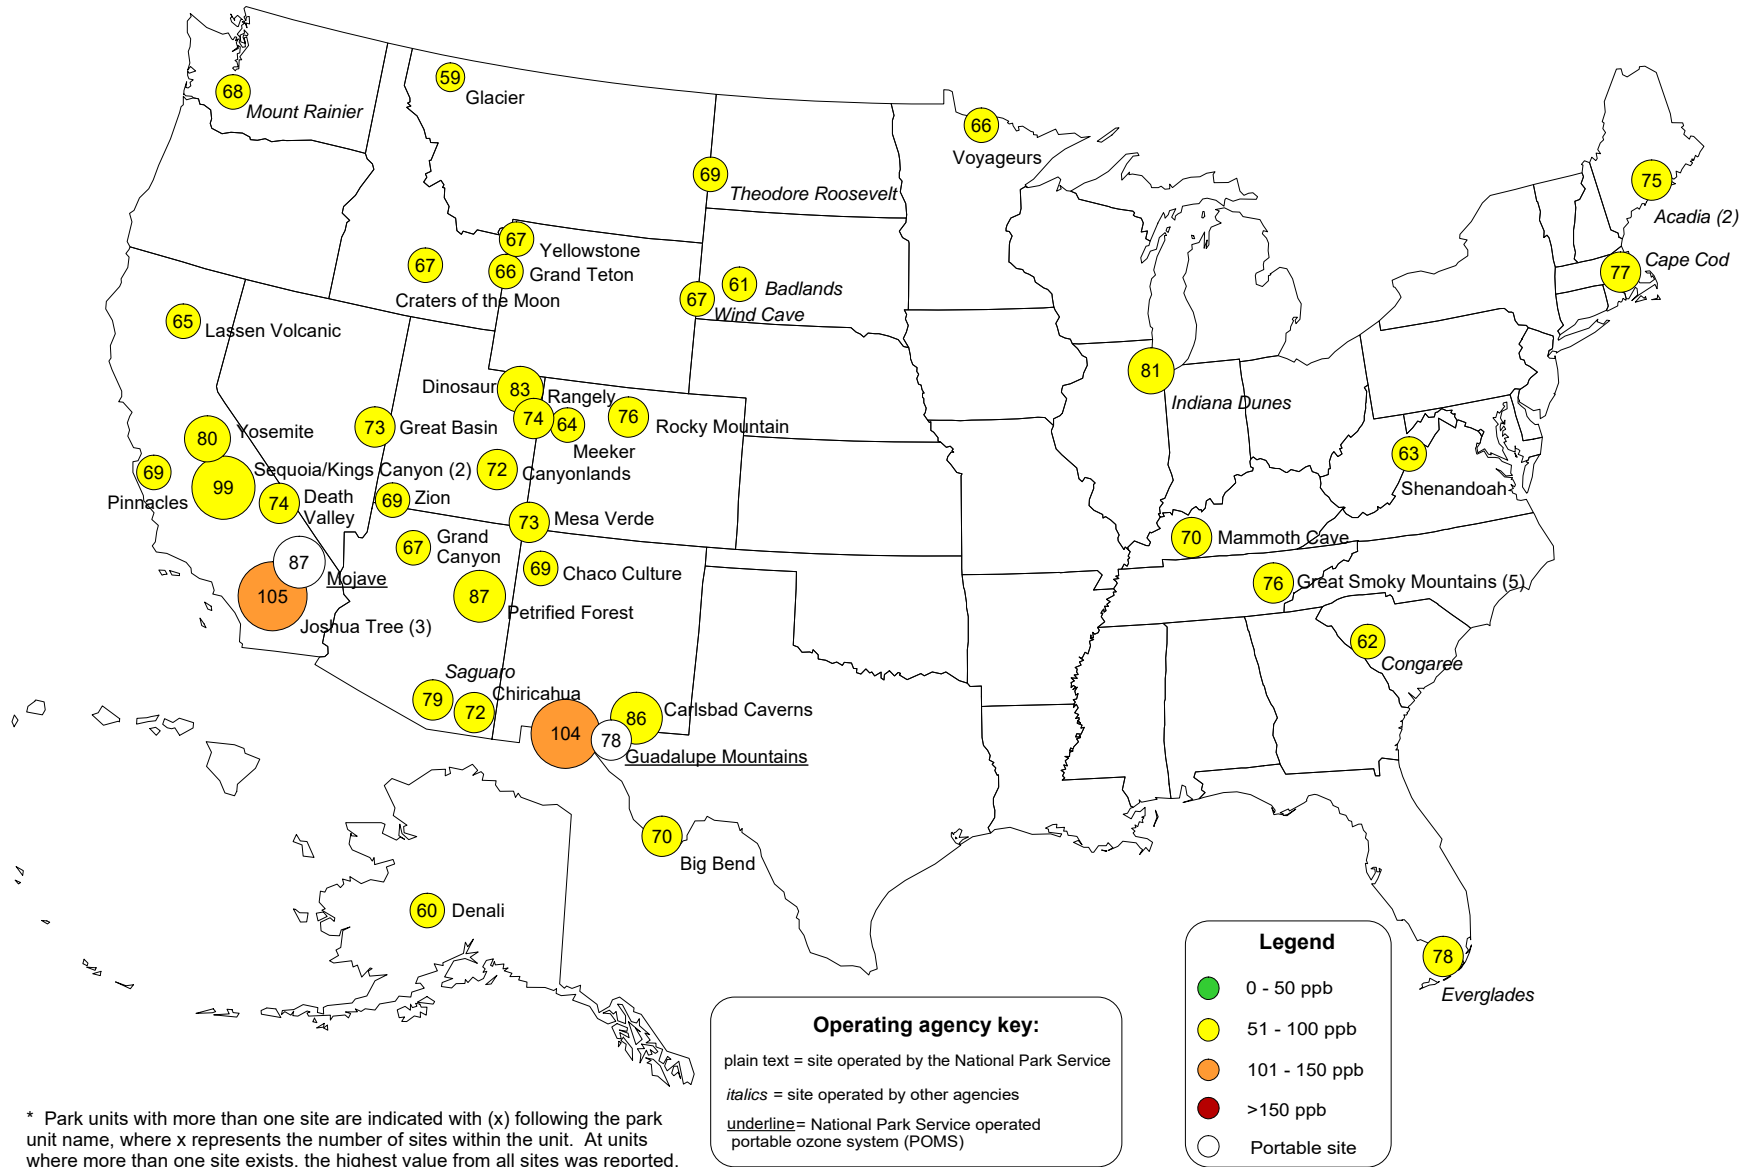 59
Glacier
68
Mount Rainier
66
Voyageurs
69
Theodore Roosevelt
75
Acadia (2)
67
Yellowstone
67
66
Grand Teton
Craters of the Moon
61
Badlands
67
Wind Cave
77
Cape Cod
65
Lassen Volcanic
81
Indiana Dunes
Dinosaur
83
Rangely
74
64
Meeker
76
Rocky Mountain
73
Great Basin
80
Yosemite
69
Pinnacles
99
Sequoia/Kings Canyon (2)
72
Canyonlands
74
Death
Valley
69
Zion
73
Mesa Verde
63
Shenandoah
70
Mammoth Cave
67
Grand
Canyon
69
Chaco Culture
87
Mojave
105
Joshua Tree (3)
87
Petrified Forest
76
Great Smoky Mountains (5)
62
Congaree
Saguaro
79
Chiricahua
72
104
86
Carlsbad Caverns
78
Guadalupe Mountains
70
Big Bend
60
Denali
78
Everglades
Legend
0 - 50 ppb
51 - 100 ppb
101 - 150 ppb
>150 ppb
Portable site
Operating agency key:
plain text = site operated by the National Park Service
italics = site operated by other agencies
underline= National Park Service operated
portable ozone system (POMS)
* Park units with more than one site are indicated with (x) following the park
unit name, where x represents the number of sites within the unit. At units
where more than one site exists, the highest value from all sites was reported.